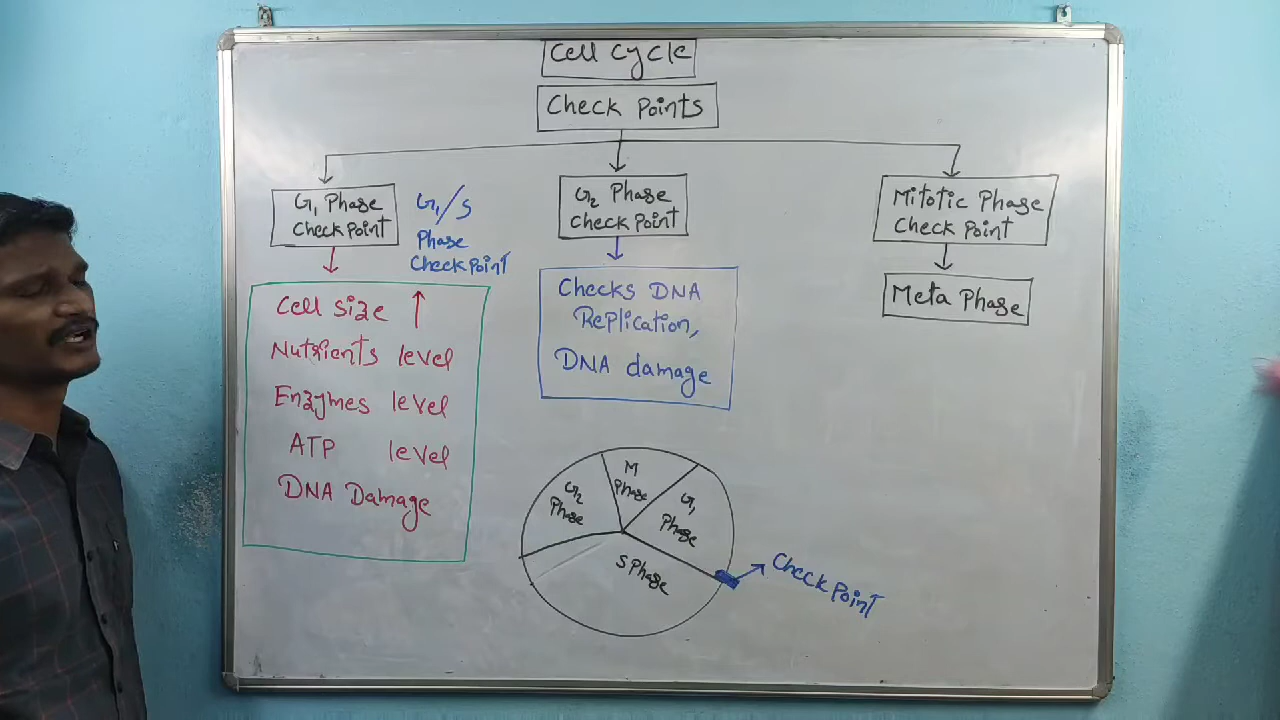 Cell Cycle
Check Points
G₁ Phase
Check Point
G₁/S
Phase
Check Point
Cell size ↑
Nutrients level
Enzymes level
ATP level
DNA Damage
G₂ Phase
Check Point
Checks DNA
Replication,
DNA damage
Mitotic Phase
Check Point
Meta Phase
M
Phase
G₂
Phase
G₁
Phase
S Phase
Check Point